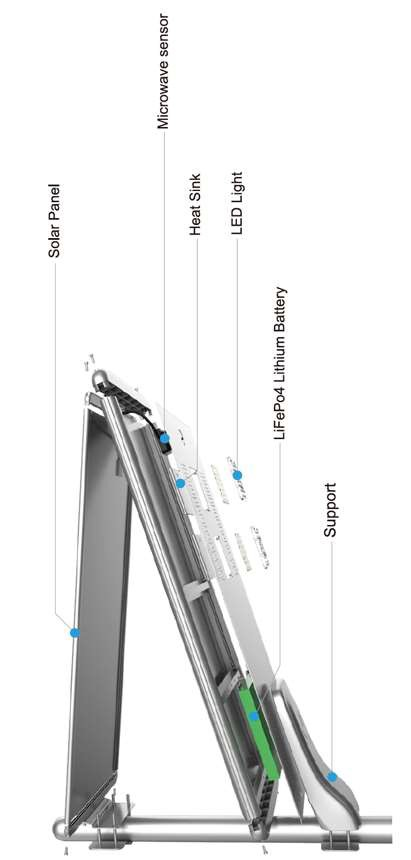 Solar Panel
Microwave sensor
Heat Sink
LED Light
LiFePo4 Lithium Battery
Support